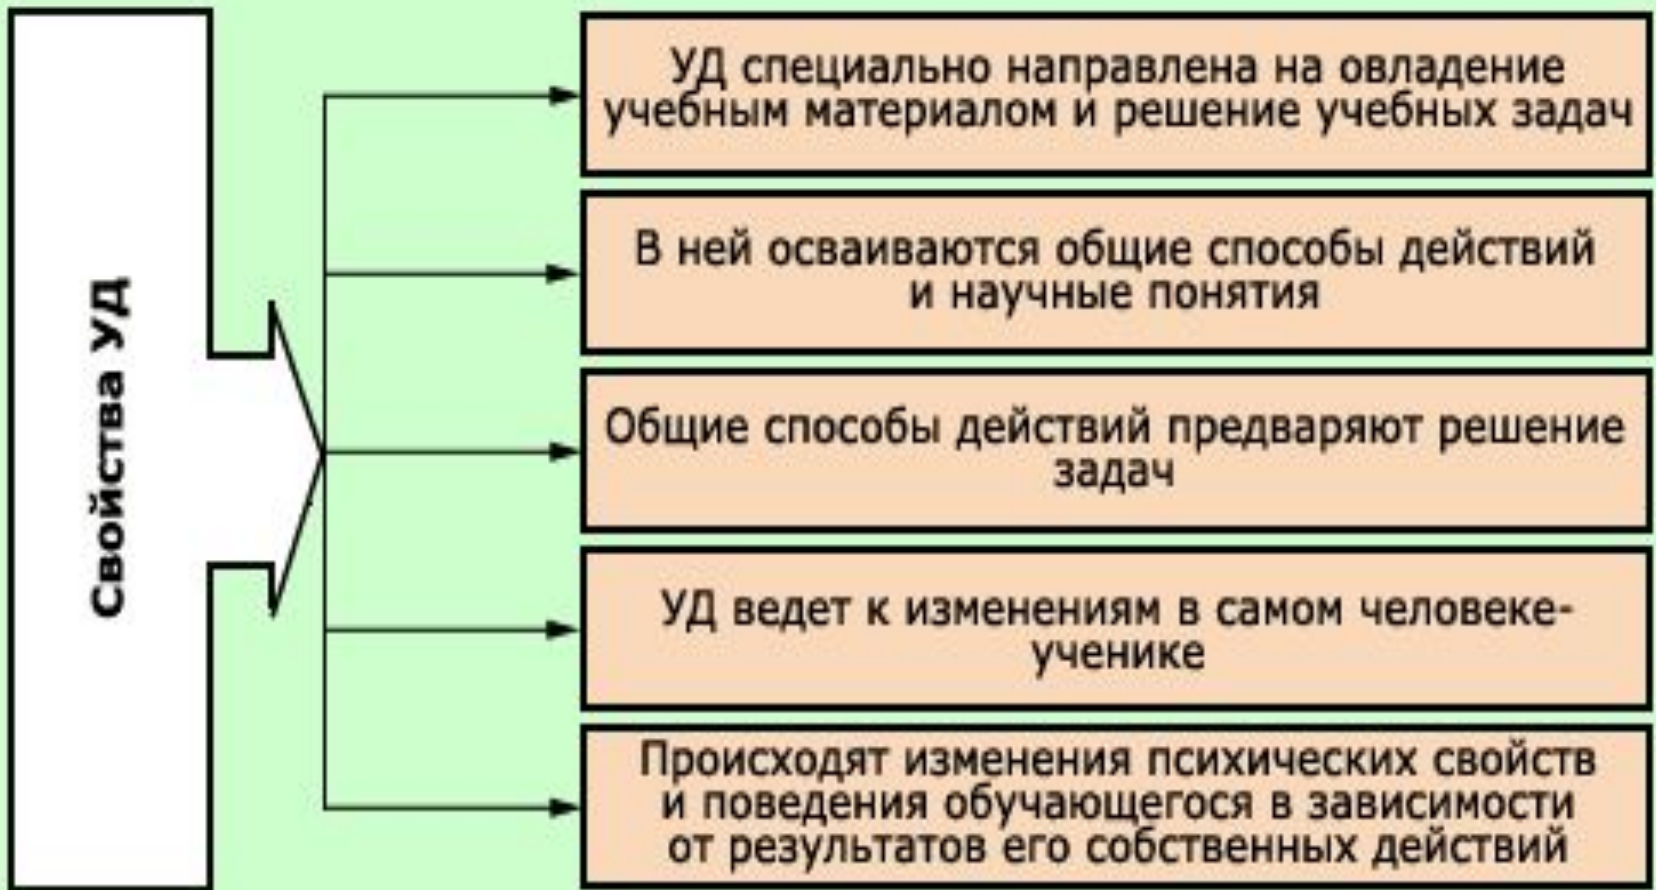 Свойства УД
УД специально направлена на овладение
учебным материалом и решение учебных задач
В ней осваиваются общие способы действий
и научные понятия
Общие способы действий предваряют решение
задач
УД ведет к изменениям в самом человеке-
ученике
Происходят изменения психических свойств
и поведения обучающегося в зависимости
от результатов его собственных действий